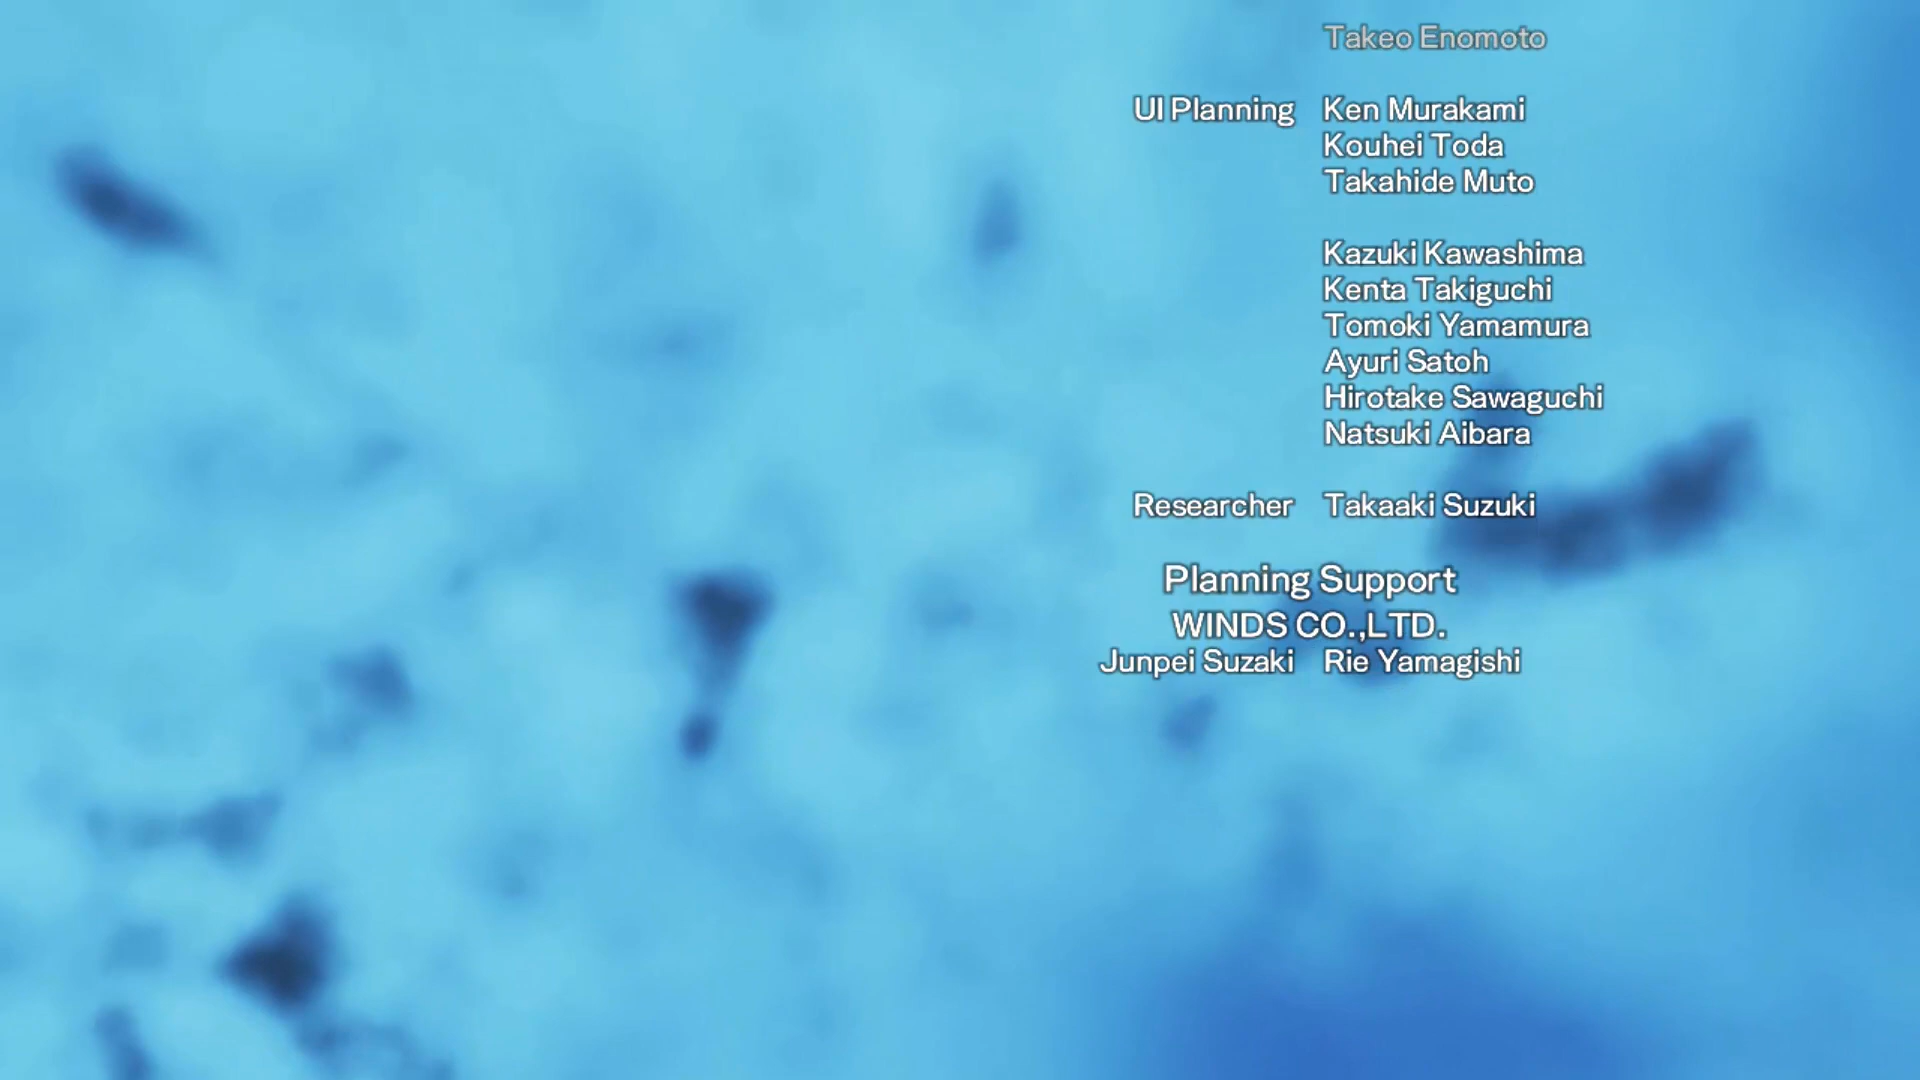 Takeo Enomoto
UI Planning Ken Murakami
Kouhei Toda
Takahide Muto
Kazuki Kawashima
Kenta Takiguchi
Tomoki Yamamura
Ayuri Satoh
Hirotake Sawaguchi
Natsuki Aibara
Researcher Takaaki Suzuki
Planning Support
WINDS CO.,LTD.
Junpei Suzaki Rie Yamagishi